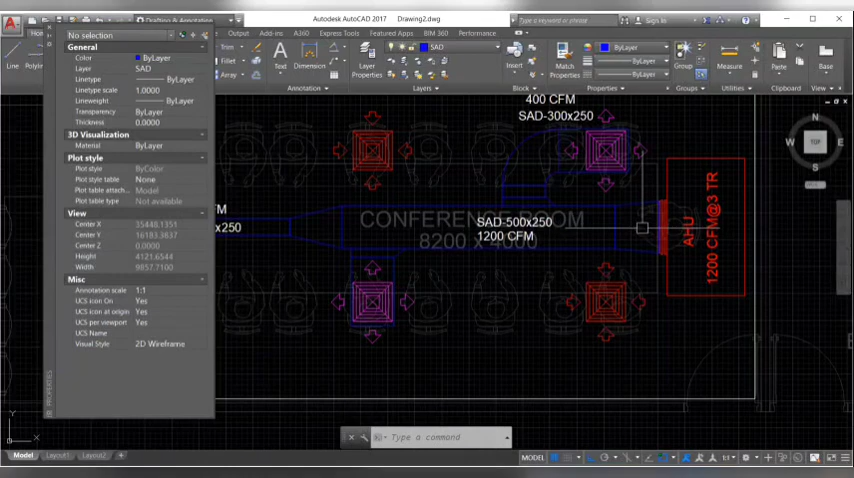 Drafting & Annotation
Autodesk AutoCAD 2017 Drawing2.dwg
Type a keyword or phrase
Sign In
Output
Add-ins
A360
Express Tools
Featured Apps
BIM 360
Performance
Line
Text
Dimension
Trim
Fillet
Array
Layer
Properties
SAD
Insert
Match
Properties
ByLayer
ByLayer
ByLayer
Group
Measure
Paste
Base
Annotation
Layers
Block
Properties
Groups
Utilities
Clipboard
View
No selection
General
Color ByLayer
Layer SAD
Linetype ByLayer
Linetype scale 1.0000
Lineweight ByLayer
Transparency ByLayer
Thickness 0.0000
3D Visualization
Material ByLayer
Plot style
Plot style ByColor
Plot style table None
Plot table attach... Model
Plot table type Not available
View
Center X 35448.1351
Center Y 16183.3837
Center Z 0.0000
Height 4121.6544
Width 9857.7100
Misc
Annotation scale 1:1
UCS icon On Yes
UCS icon at origin Yes
UCS per viewport Yes
UCS Name
Visual Style 2D Wireframe
PROPERTIES
400 CFM
SAD-300x250
CONFERENCE ROOM
8200 x 4000
SAD-500x250
1200 CFM
x250
AHU
1200 CFM@3 TR
N
W
TOP
E
S
Y
X
Type a command
Model
Layout1
Layout2
MODEL
1:1